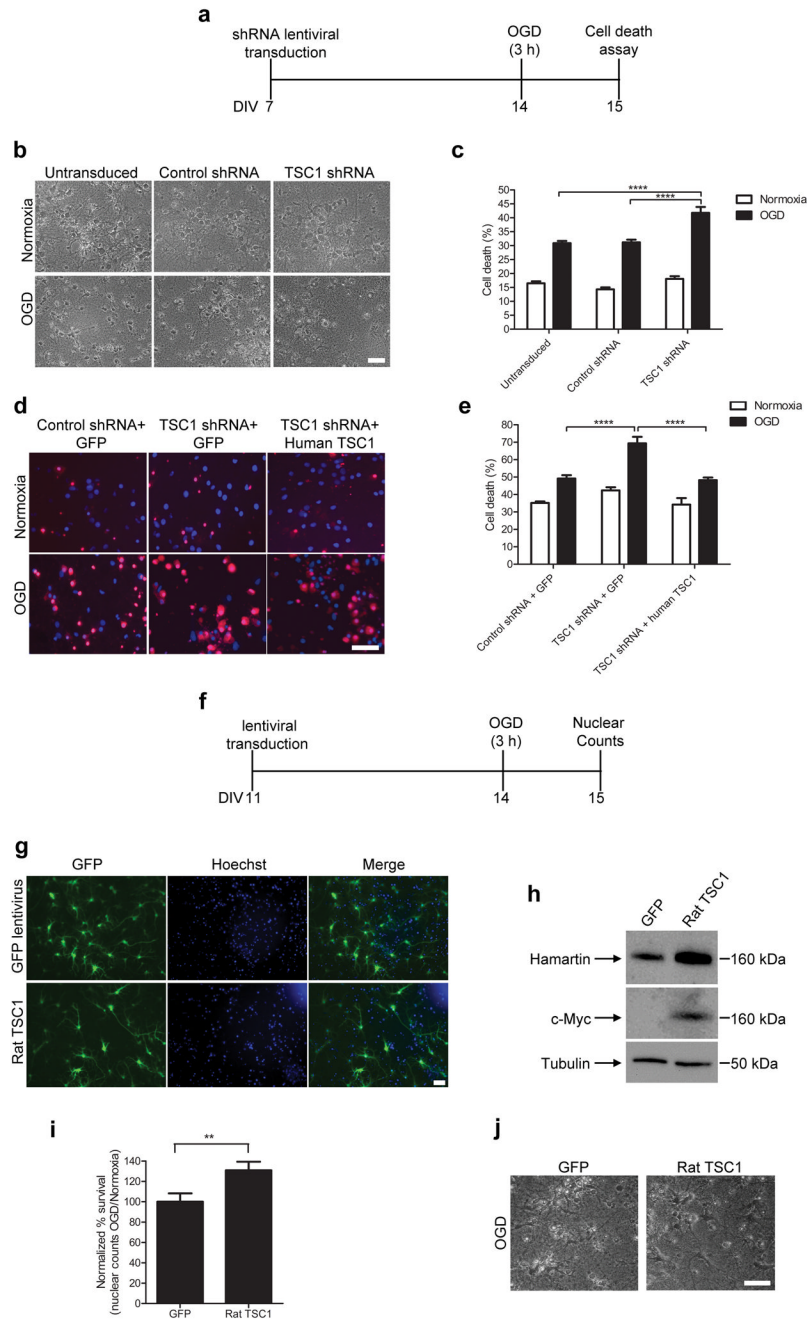 a
shRNA lentiviral
transduction
OGD
(3 h)
Cell death
assay
DIV 7
14
15
b
Untransduced
Control shRNA
TSC1 shRNA
Normoxia
OGD
c
****
****
Normoxia
OGD
Cell death (%)
50
45
40
35
30
25
20
15
10
5
0
Untransduced
Control shRNA
TSC1 shRNA
d
Control shRNA+
GFP
TSC1 shRNA+
GFP
TSC1 shRNA+
Human TSC1
Normoxia
OGD
e
Normoxia
OGD
****
****
Cell death (%)
80
70
60
50
40
30
20
10
0
Control shRNA + GFP
TSC1 shRNA + GFP
TSC1 shRNA + human TSC1
f
lentiviral
transduction
OGD
(3 h)
Nuclear
Counts
DIV 11
14
15
g
GFP
Hoechst
Merge
GFP lentivirus
Rat TSC1
h
GFP
Rat TSC1
Hamartin
160 kDa
c-Myc
160 kDa
Tubulin
50 kDa
i
**
Normalized % survival
(nuclear counts OGD/Normoxia)
140
120
100
80
60
40
20
0
GFP
Rat TSC1
j
GFP
Rat TSC1
OGD